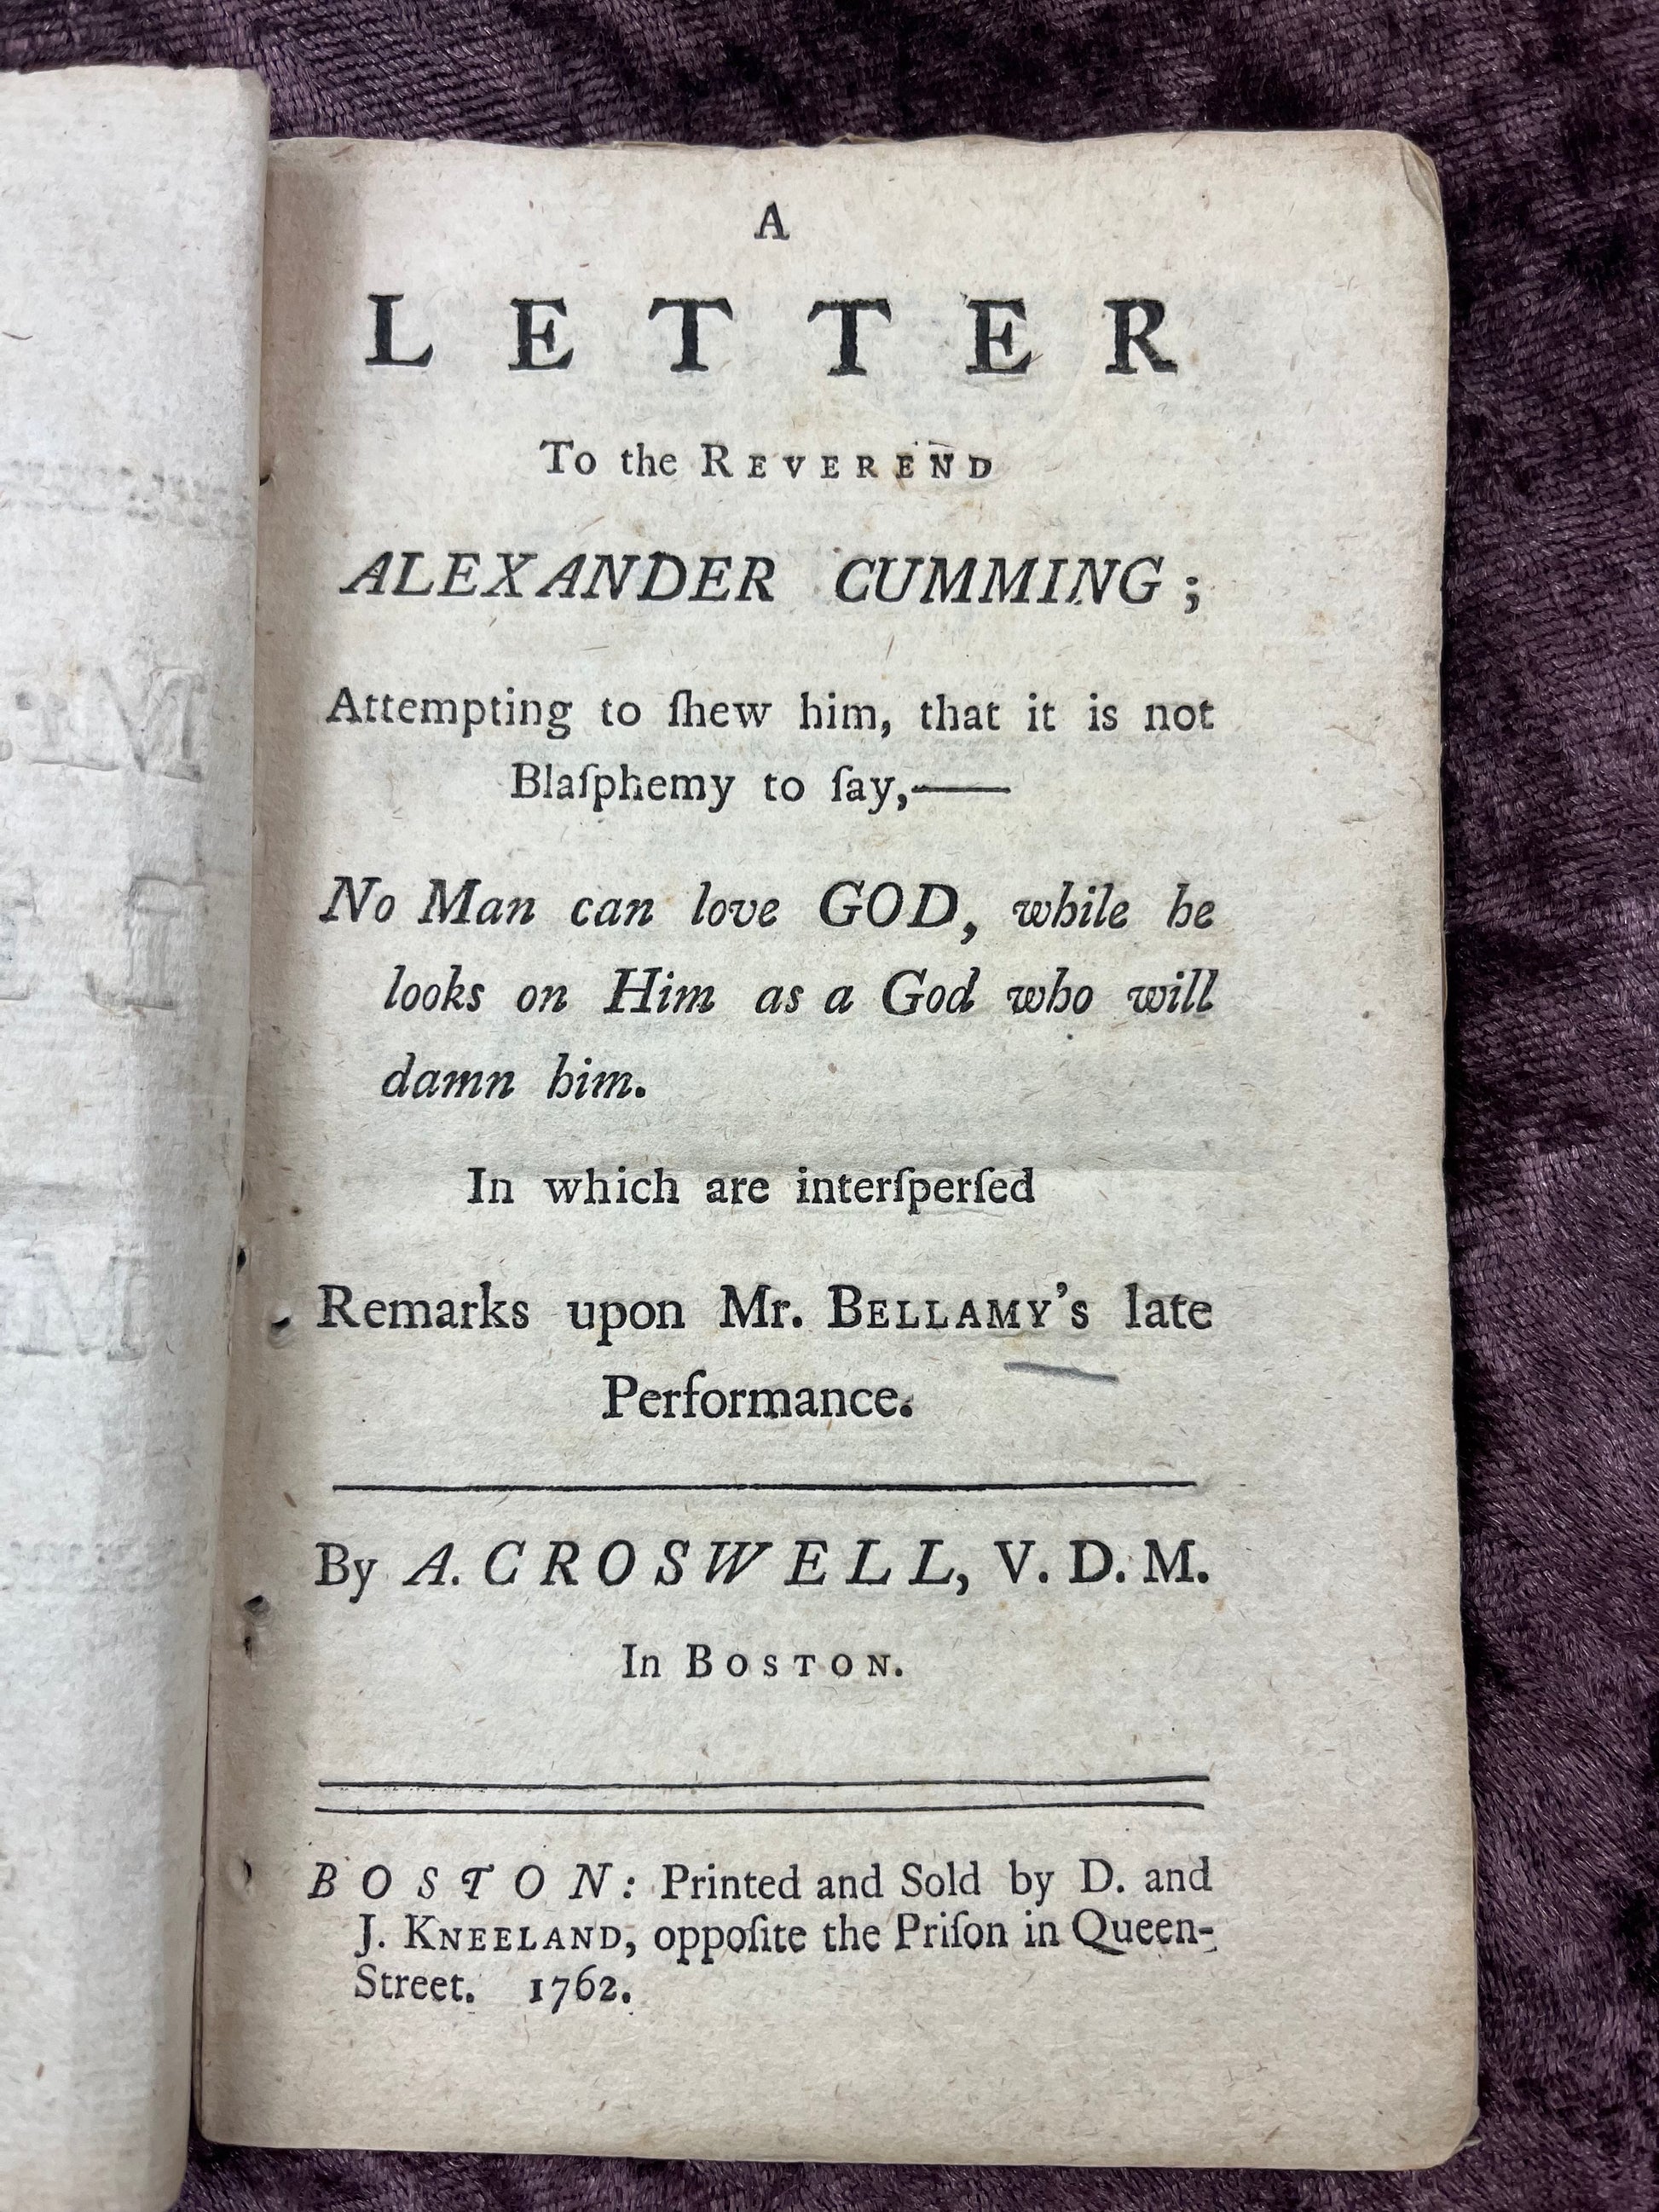 A
LETTER
To the REVEREND
ALEXANDER CUMMING;
Attempting to ſhew him, that it is not
Blaſphemy to ſay,——
No Man can love GOD, while he
looks on Him as a God who will
damn him.
In which are interſperſed
Remarks upon Mr. BELLAMY's late
Performance.
By A. CROSWELL, V. D. M.
In BOSTON.
BOSTON: Printed and Sold by D. and
J. KNEELAND, oppoſite the Priſon in Queen-
Street. 1762.